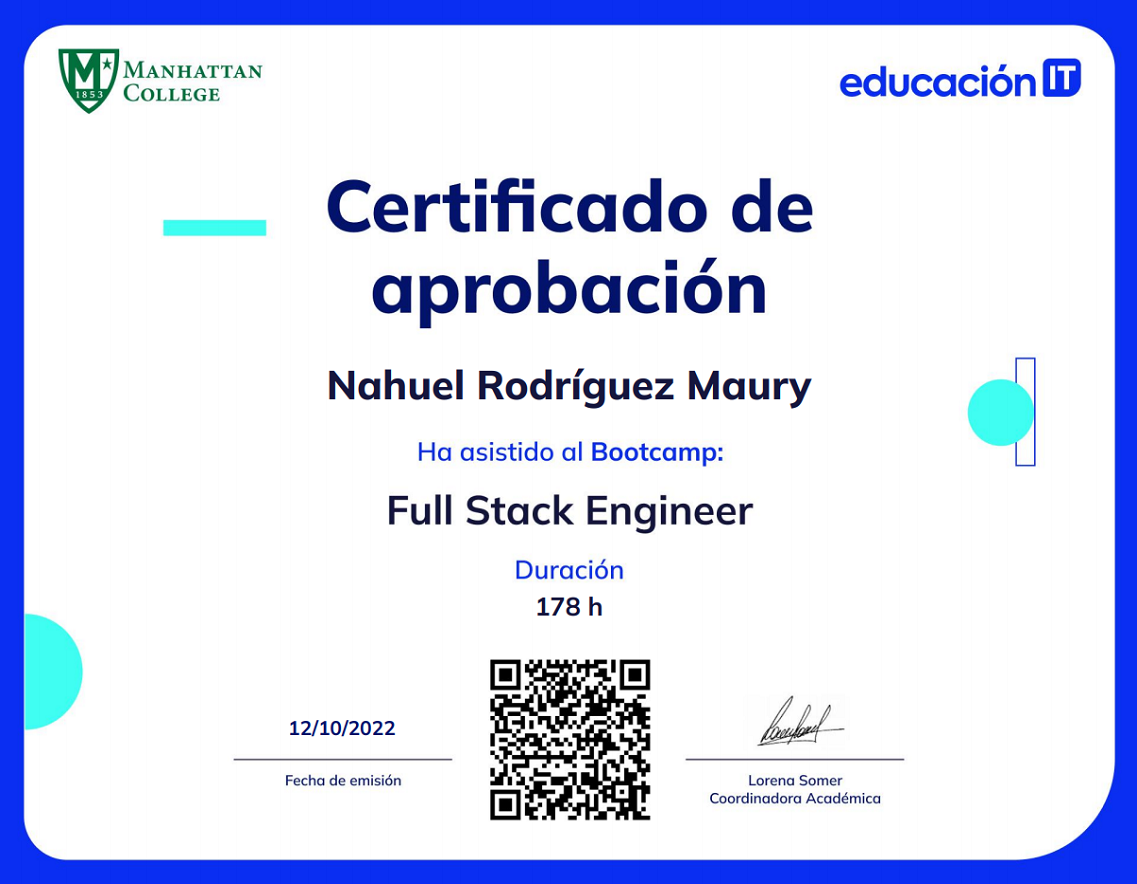 MANHATTAN
COLLEGE
1853
educación IT
Certificado de
aprobación
Nahuel Rodríguez Maury
Ha asistido al Bootcamp:
Full Stack Engineer
Duración
178 h
12/10/2022
Fecha de emisión
Lorena Somer
Coordinadora Académica